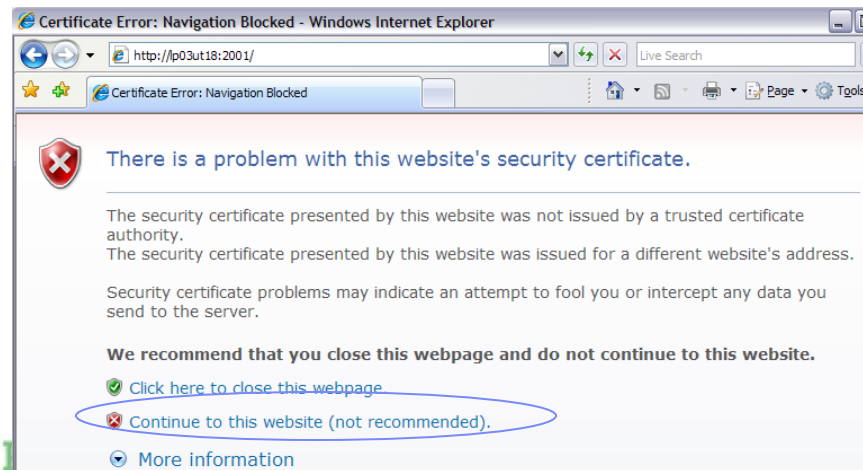 Certificate Error: Navigation Blocked - Windows Internet Explorer
http://lp03ut18:2001/
Live Search
Certificate Error: Navigation Blocked
Page
Tools
There is a problem with this website's security certificate.
The security certificate presented by this website was not issued by a trusted certificate
authority.
The security certificate presented by this website was issued for a different website's address.
Security certificate problems may indicate an attempt to fool you or intercept any data you
send to the server.
We recommend that you close this webpage and do not continue to this website.
Click here to close this webpage.
Continue to this website (not recommended).
More information